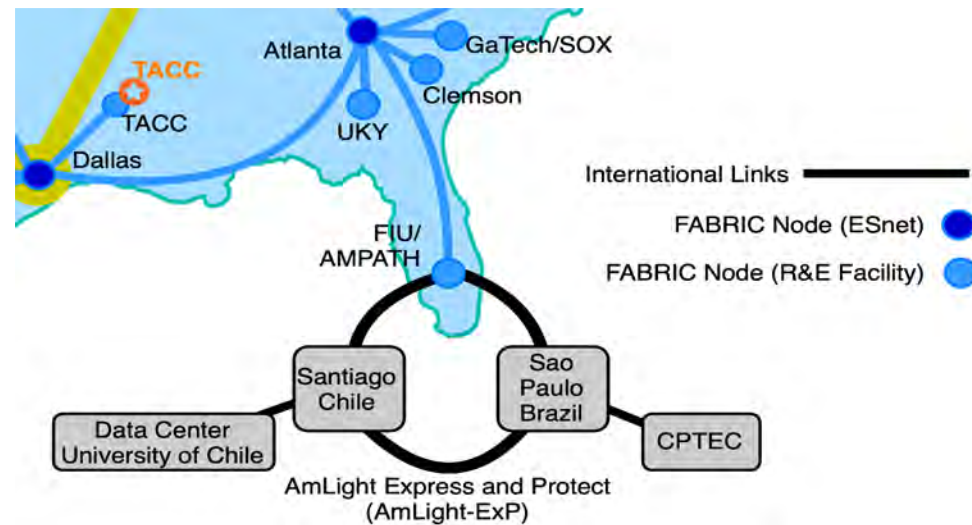 Atlanta
GaTech/SOX
TACC
Clemson
TACC
UKY
Dallas
International Links
FABRIC Node (ESnet)
FIU/
AMPATH
FABRIC Node (R&E Facility)
Santiago
Chile
Sao
Paulo
Brazil
Data Center
University of Chile
CPTEC
AmLight Express and Protect
(AmLight-ExP)